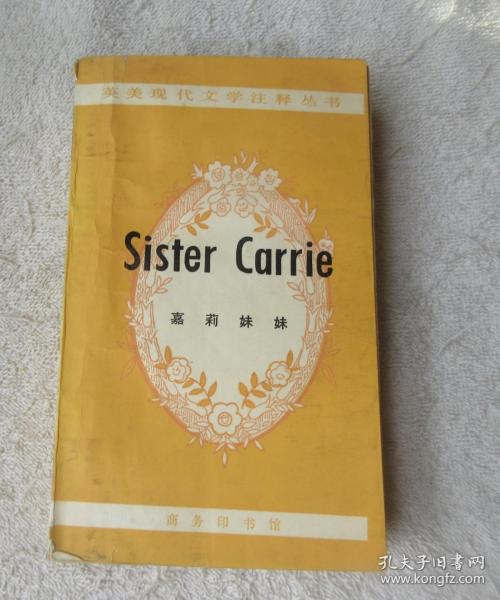 英美现代文学注释丛书
Sister Carrie
嘉莉妹妹
商务印书馆
孔夫子旧书网
www.kongfz.com